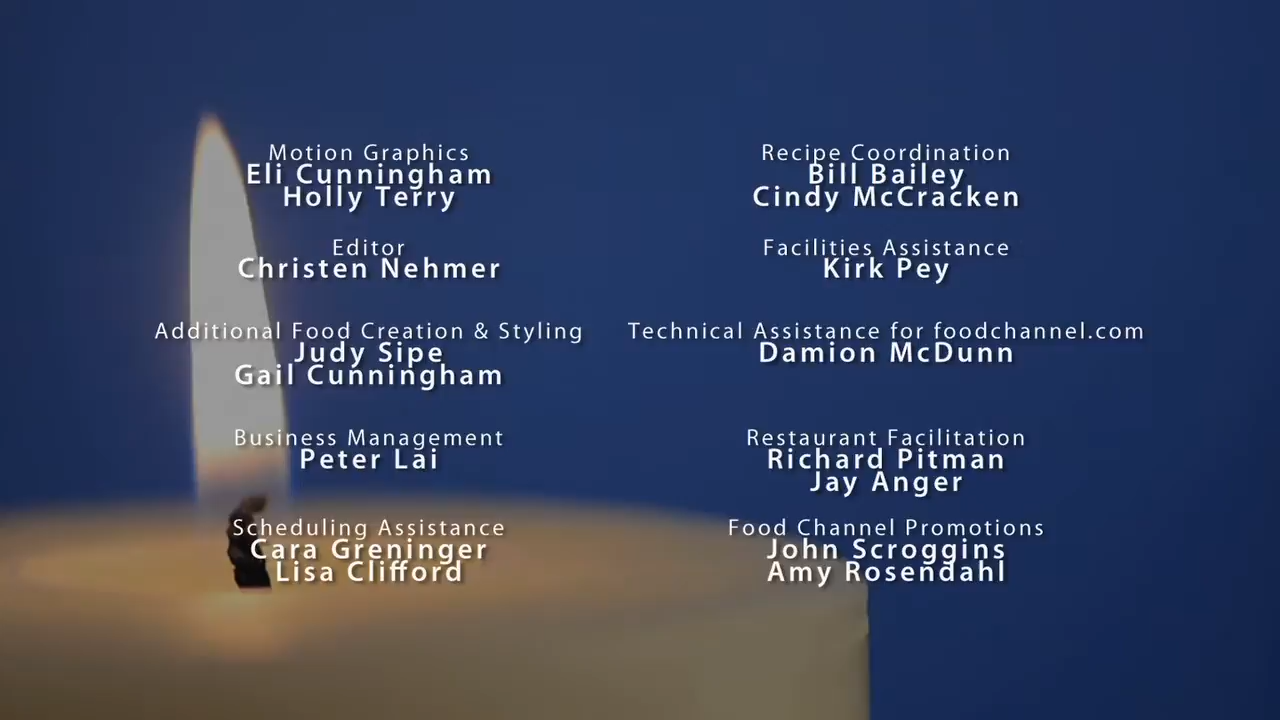 Motion Graphics
Eli Cunningham
Holly Terry
Editor
Christen Nehmer
Additional Food Creation & Styling
Judy Sipe
Gail Cunningham
Business Management
Peter Lai
Scheduling Assistance
Cara Greninger
Lisa Clifford
Recipe Coordination
Bill Bailey
Cindy McCracken
Facilities Assistance
Kirk Pey
Technical Assistance for foodchannel.com
Damion McDunn
Restaurant Facilitation
Richard Pitman
Jay Anger
Food Channel Promotions
John Scroggins
Amy Rosendahl